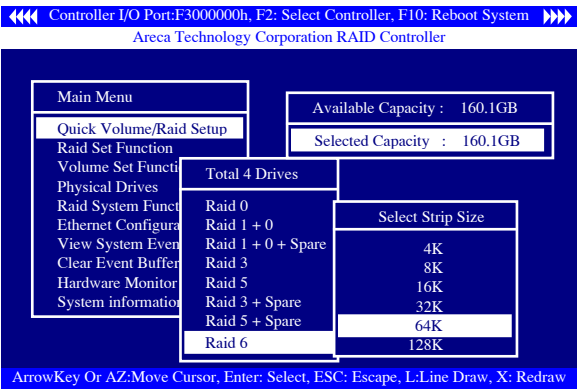 Controller I/O Port:F3000000h, F2: Select Controller, F10: Reboot System
Areca Technology Corporation RAID Controller
Main Menu
Quick Volume/Raid Setup
Raid Set Function
Volume Set Functi
Physical Drives
Raid System Funct
Ethernet Configura
View System Even
Clear Event Buffer
Hardware Monitor
System information
Available Capacity : 160.1GB
Selected Capacity : 160.1GB
Total 4 Drives
Raid 0
Raid 1 + 0
Raid 1 + 0 + Spare
Raid 3
Raid 5
Raid 3 + Spare
Raid 5 + Spare
Raid 6
Select Strip Size
4K
8K
16K
32K
64K
128K
ArrowKey Or AZ:Move Cursor, Enter: Select, ESC: Escape, L:Line Draw, X: Redraw